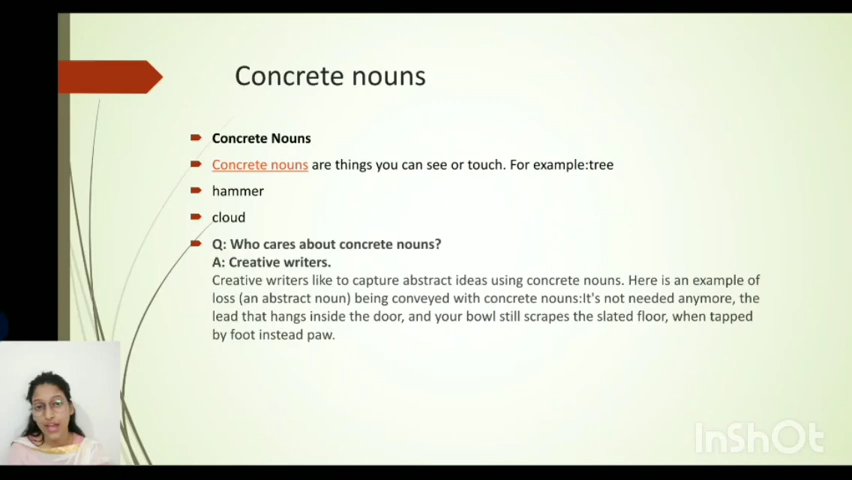 Concrete nouns
Concrete Nouns
Concrete nouns are things you can see or touch. For example:tree
hammer
cloud
Q: Who cares about concrete nouns?
A: Creative writers.
Creative writers like to capture abstract ideas using concrete nouns. Here is an example of
loss (an abstract noun) being conveyed with concrete nouns:It's not needed anymore, the
lead that hangs inside the door, and your bowl still scrapes the slated floor, when tapped
by foot instead paw.
InShOt